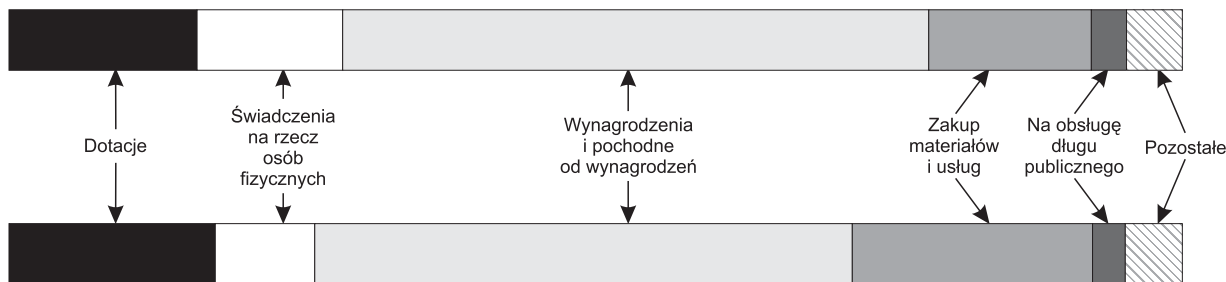 Dotacje
Świadczenia
na rzecz
osób
fizycznych
Wynagrodzenia
i pochodne
od wynagrodzeń
Zakup
materiałów
i usług
Na obsługę
długu
publicznego
Pozostałe